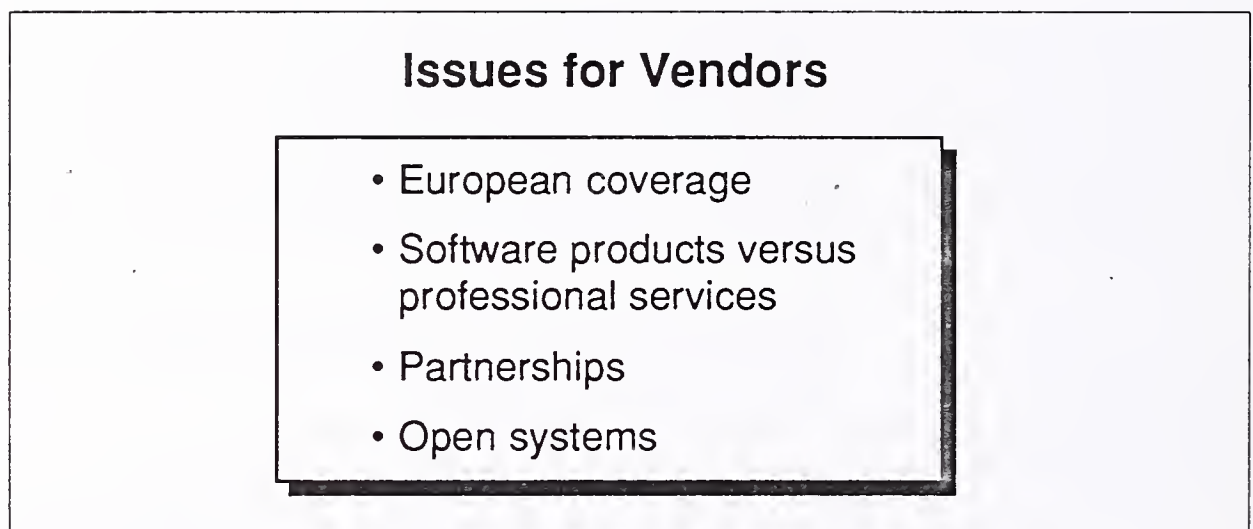 Issues for Vendors
• European coverage
• Software products versus
professional services
• Partnerships
• Open systems